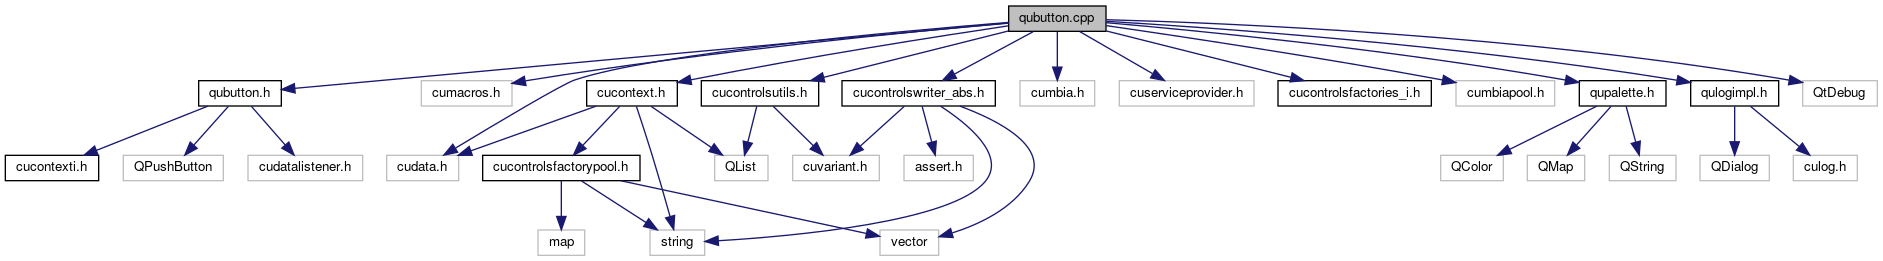 qubutton.cpp
qubutton.h
cumacros.h
cucontext.h
cucontrolsutils.h
cucontrolswriter_abs.h
cumbia.h
cuserviceprovider.h
cucontrolsfactories_i.h
cumbiapool.h
qupalette.h
qulogimpl.h
QtDebug
cucontexti.h
QPushButton
cudatalistener.h
cudata.h
cucontrolsfactorypool.h
QList
cuvariant.h
assert.h
QColor
QMap
QString
QDialog
culog.h
map
string
vector